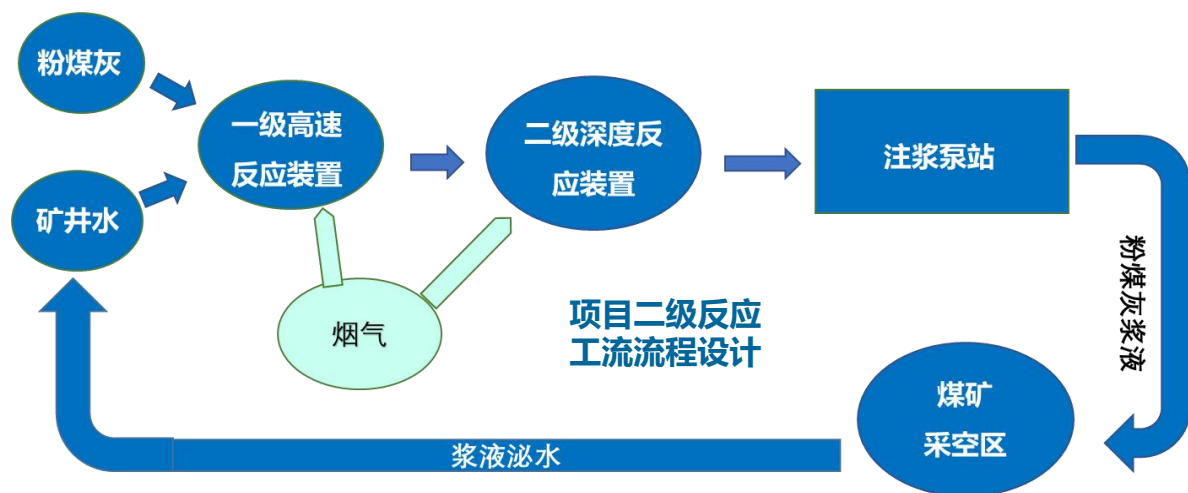 粉煤灰
一级高速
反应装置
二级深度反
应装置
注浆泵站
矿井水
烟气
项目二级反应
工流流程设计
粉煤灰浆液
煤矿
采空区
浆液泌水